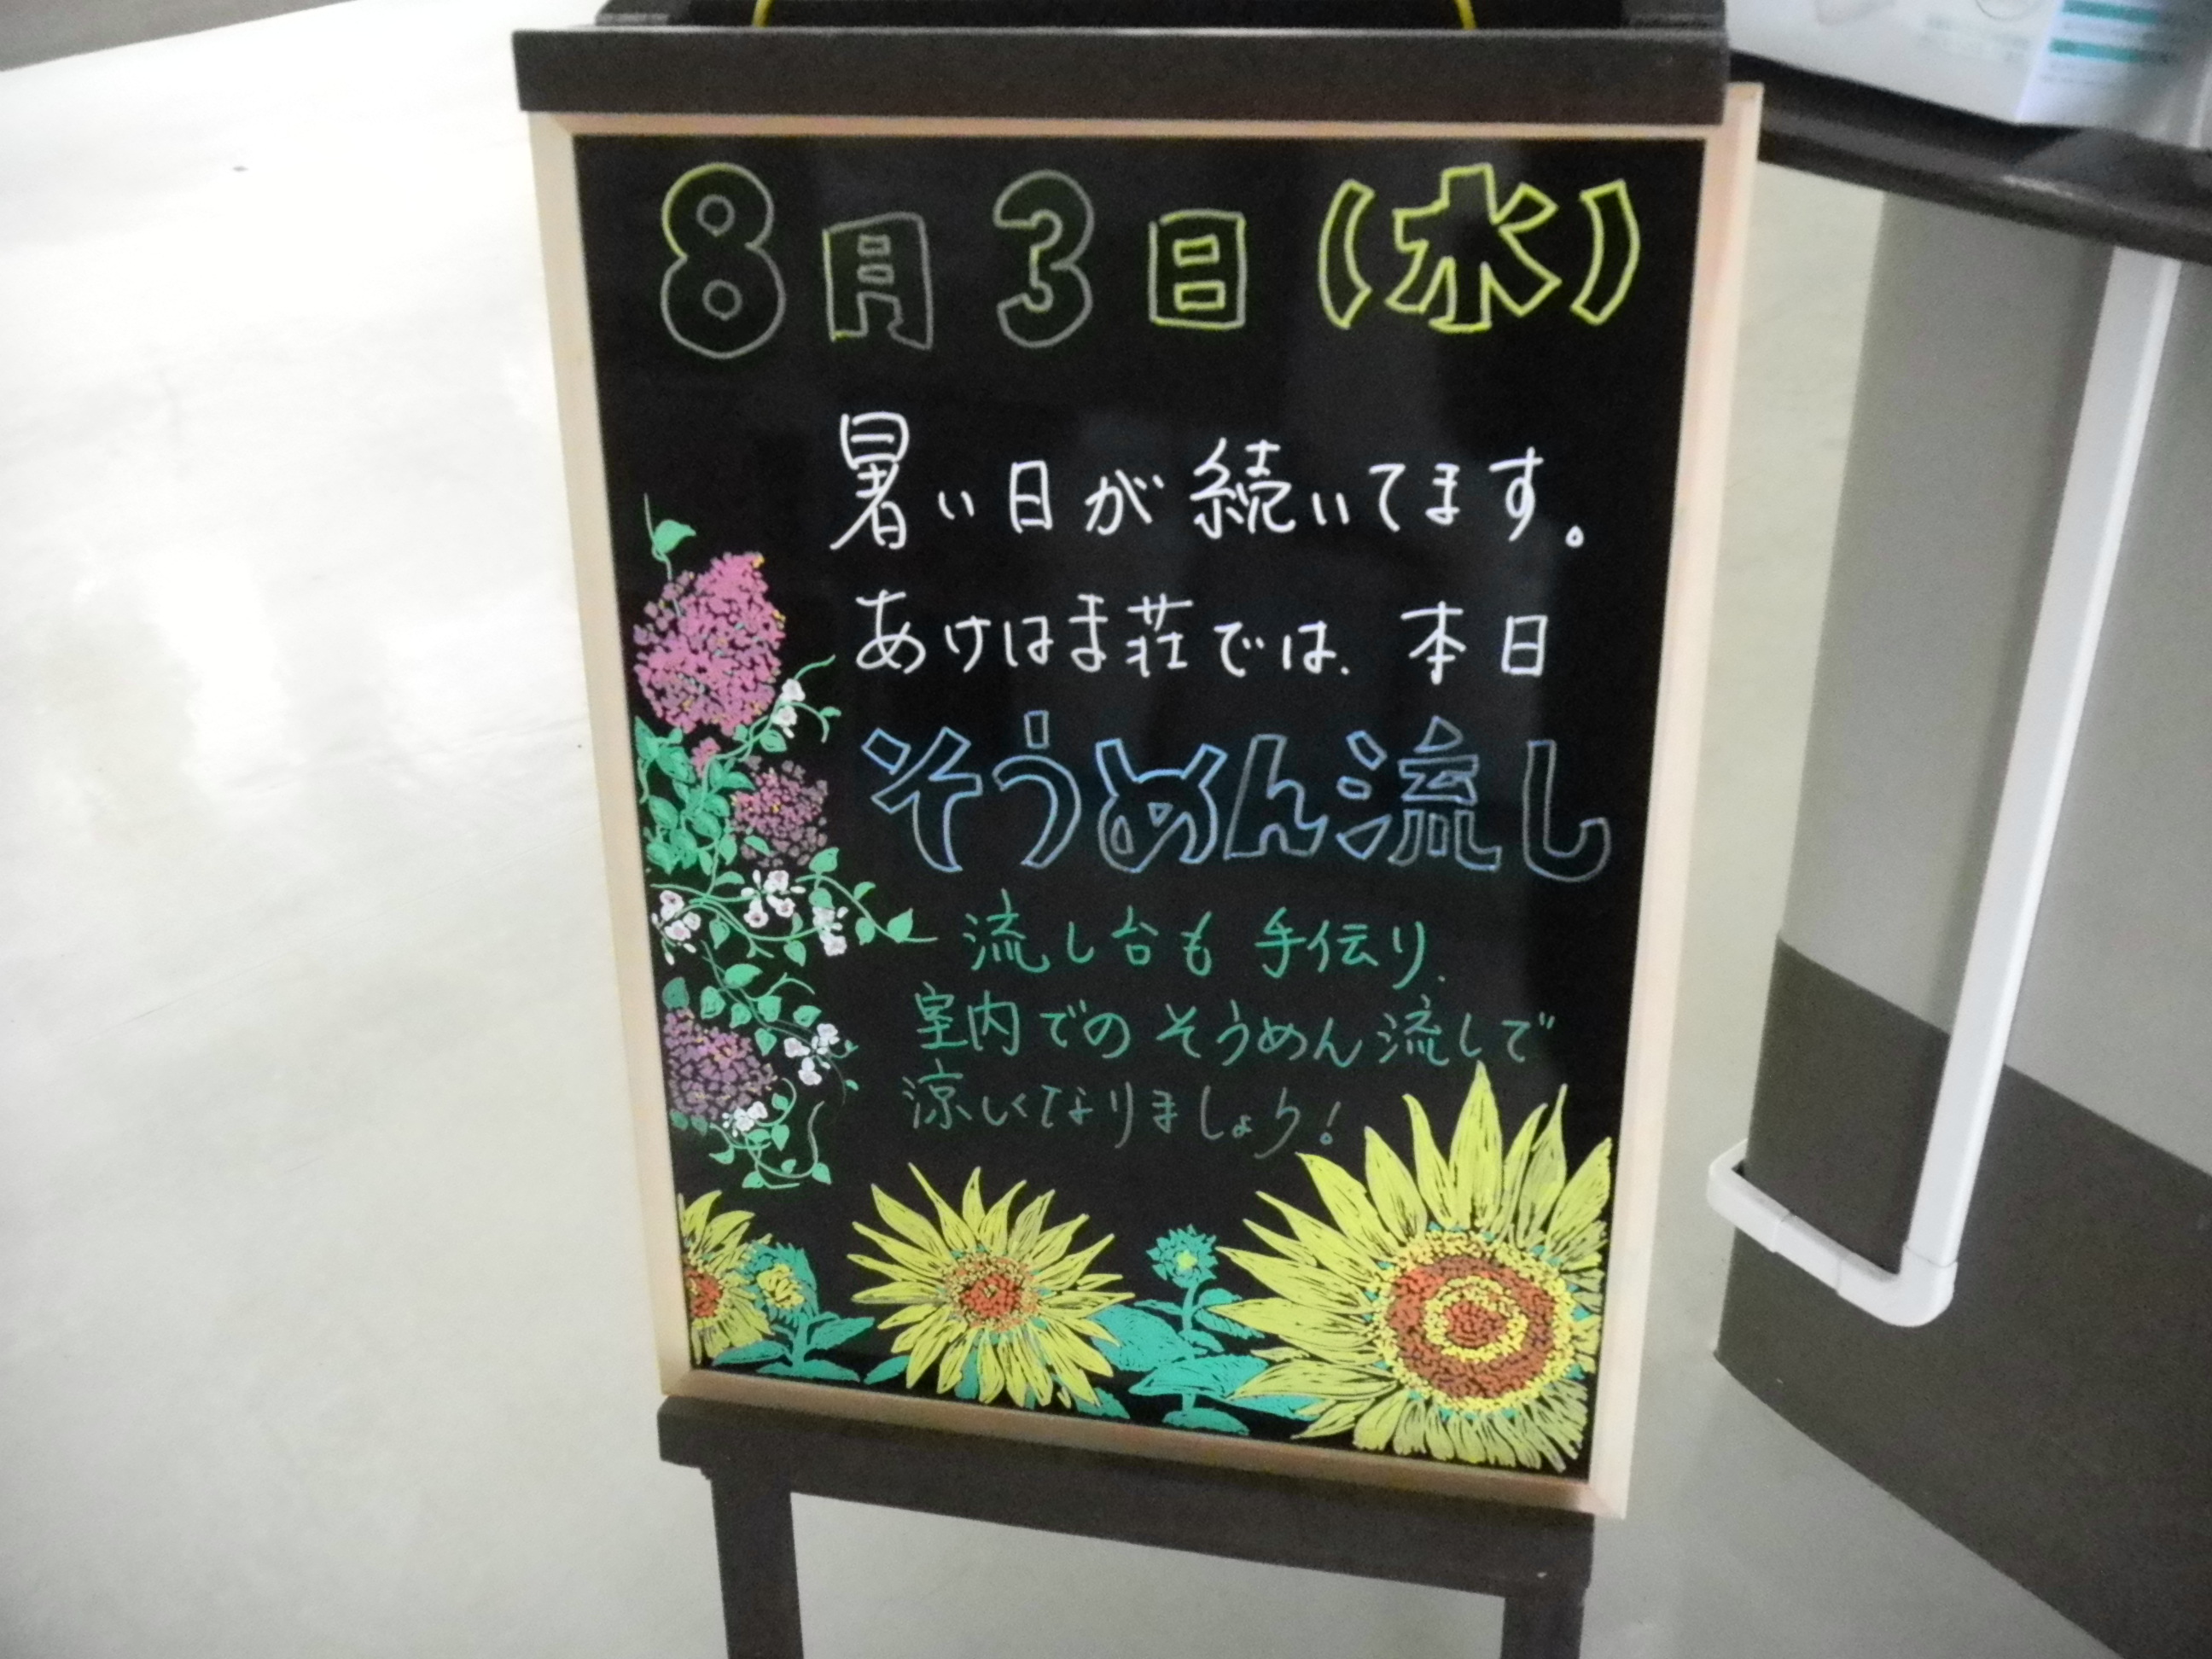 8月3日(水)
暑い日が続いてます。
あけはま荘では、本日
そうめん流し
流し台も手伝り、
室内でのそうめん流しで
涼しくなりましょう!